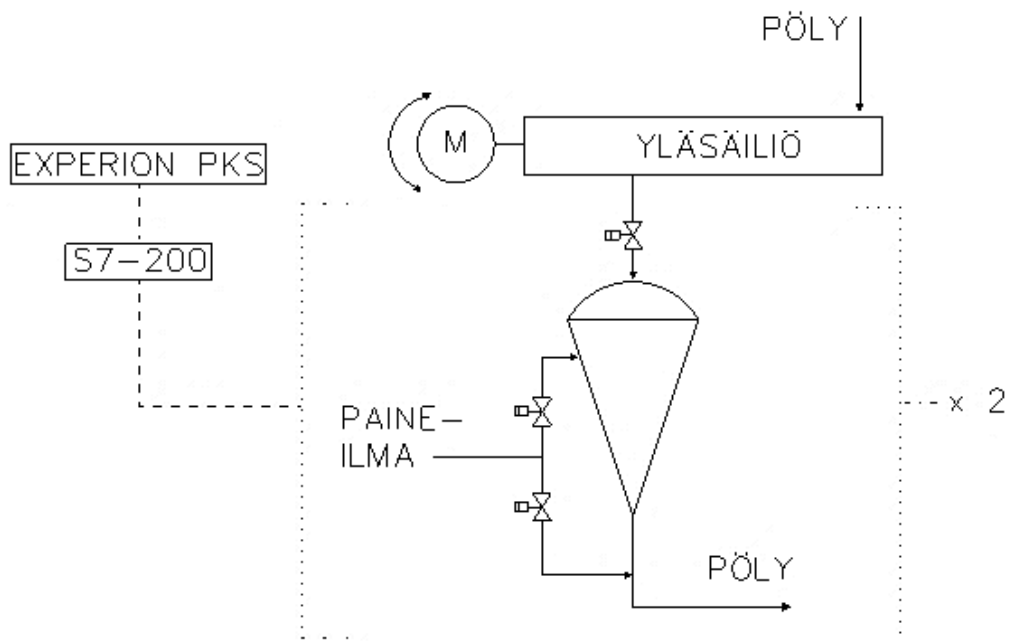 PÖLY
M
YLÄSÄILIÖ
EXPERION PKS
S7-200
x 2
PAINE-
ILMA
PÖLY